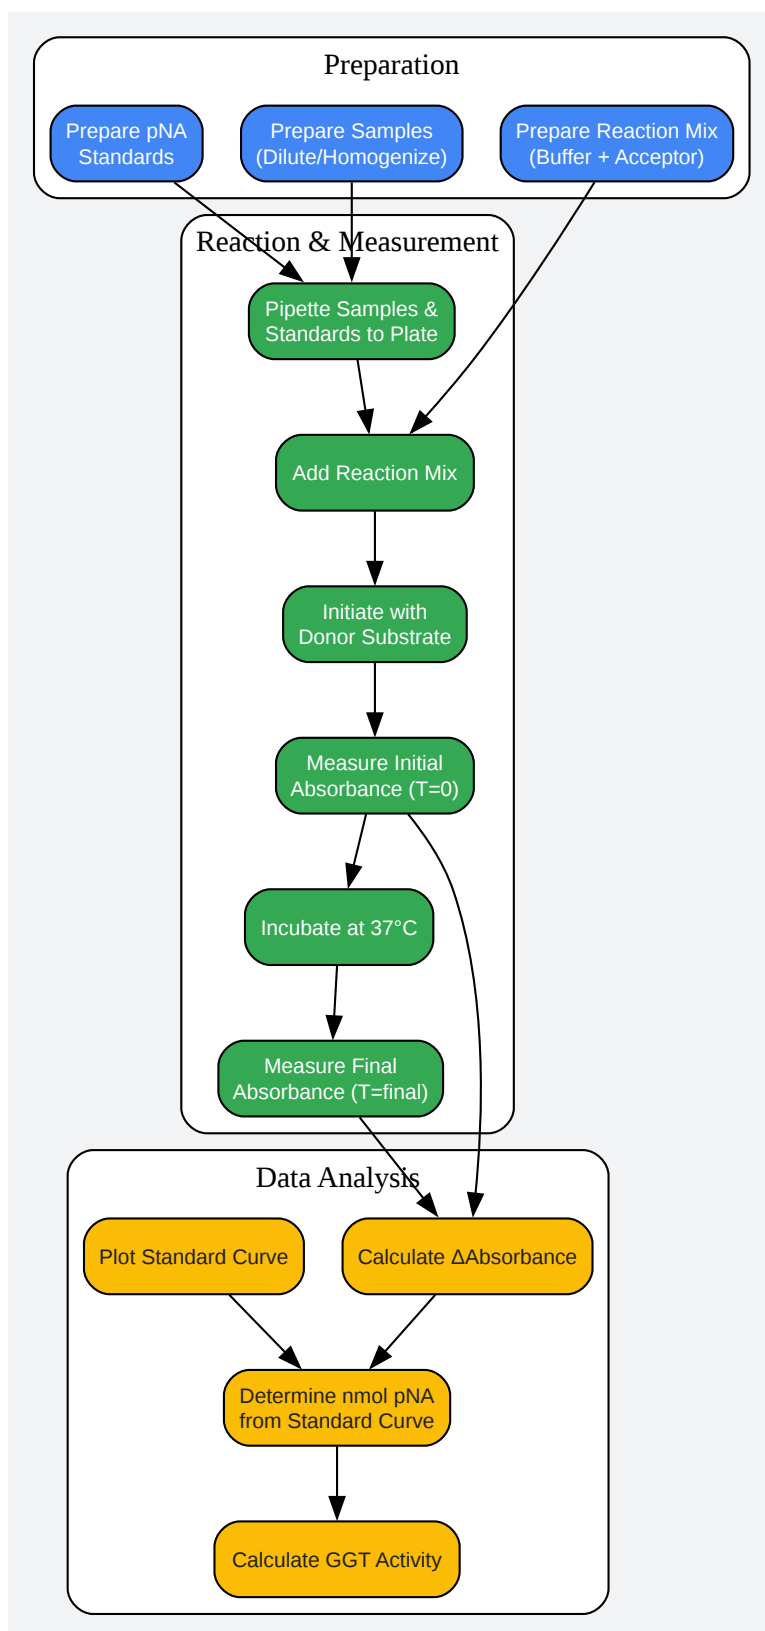 Preparation
Prepare pNA
Standards
Prepare Samples
(Dilute/Homogenize)
Prepare Reaction Mix
(Buffer + Acceptor)
Reaction & Measurement
Pipette Samples &
Standards to Plate
Add Reaction Mix
Initiate with
Donor Substrate
Measure Initial
Absorbance (T=0)
Incubate at 37°C
Measure Final
Absorbance (T=final)
Data Analysis
Plot Standard Curve
Calculate ΔAbsorbance
Determine nmol pNA
from Standard Curve
Calculate GGT Activity